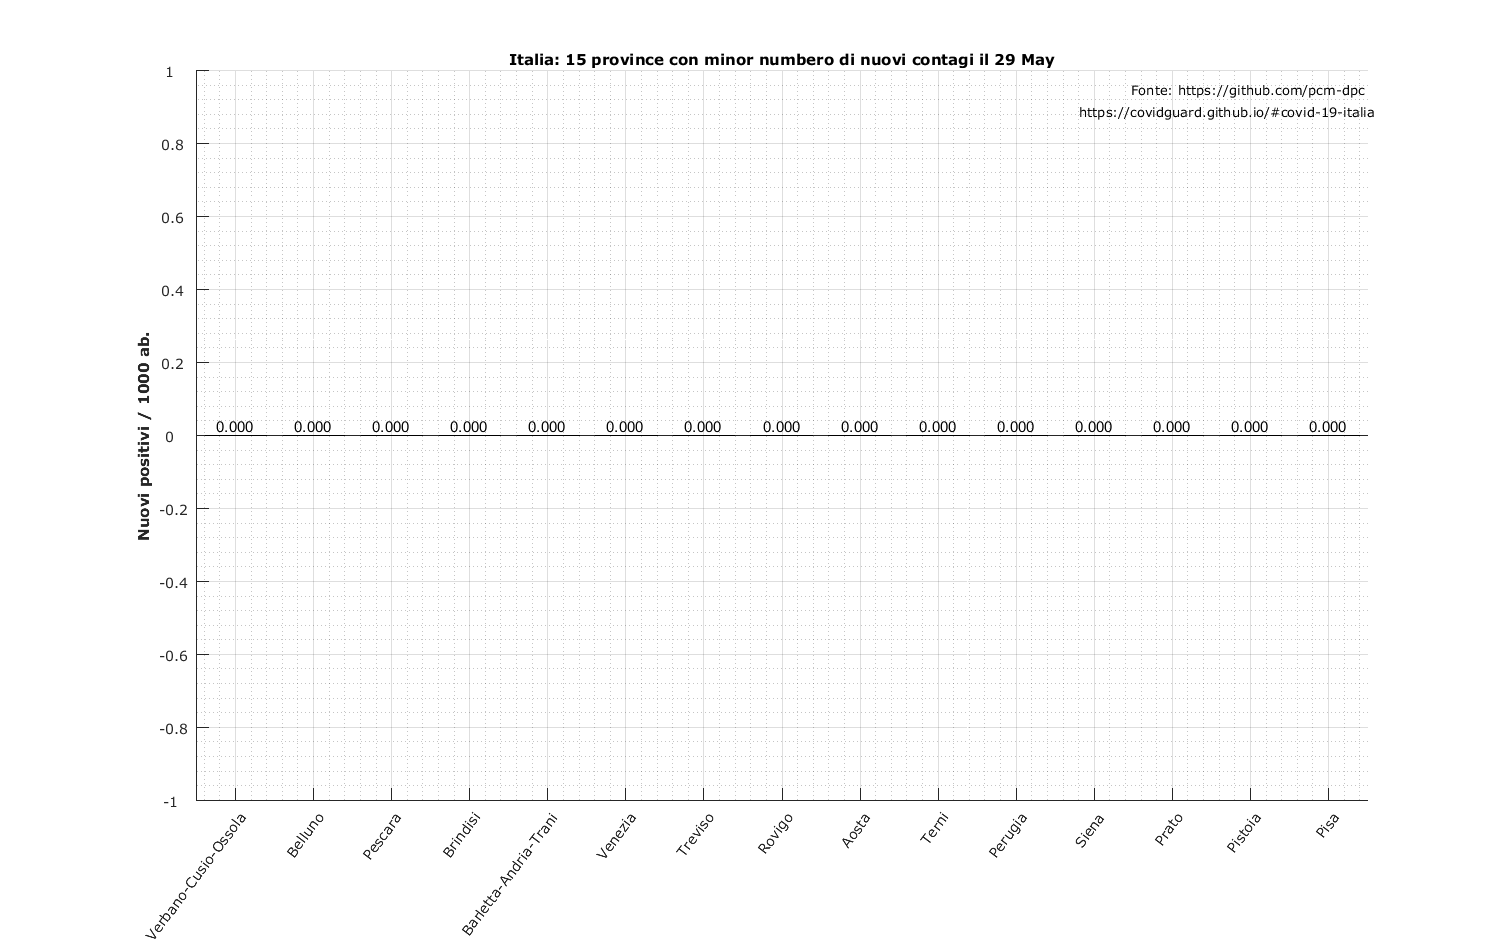 Italia: 15 province con minor numbero di nuovi contagi il 29 May
Fonte: https://github.com/pcm-dpc
https://covidguard.github.io/#covid-19-italia
Nuovi positivi / 1000 ab.
1
0.8
0.6
0.4
0.2
0
-0.2
-0.4
-0.6
-0.8
-1
0.000 0.000 0.000 0.000 0.000 0.000 0.000 0.000 0.000 0.000 0.000 0.000 0.000 0.000 0.000
Verbano-Cusio-Ossola
Belluno
Pescara
Brindisi
Barletta-Andria-Trani
Venezia
Treviso
Rovigo
Aosta
Terni
Perugia
Siena
Prato
Pistoia
Pisa